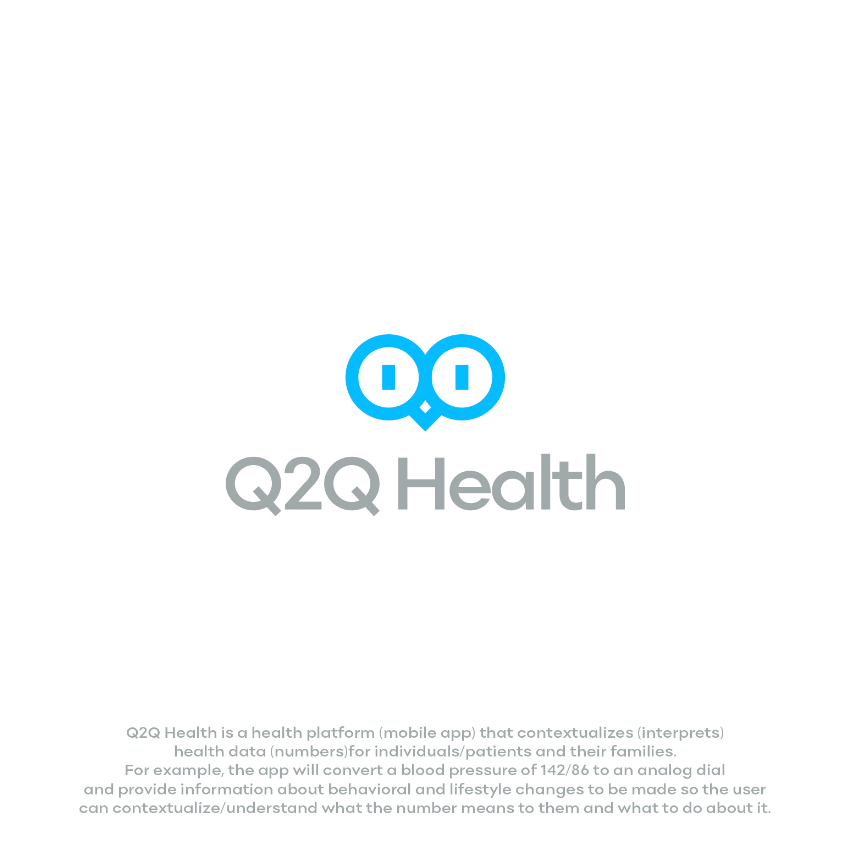 Q2Q Health
Q2Q Health is a health platform (mobile app) that contextualizes (interprets)
health data (numbers)for individuals/patients and their families.
For example, the app will convert a blood pressure of 142/86 to an analog dial
and provide information about behavioral and lifestyle changes to be made so the user
can contextualize/understand what the number means to them and what to do about it.